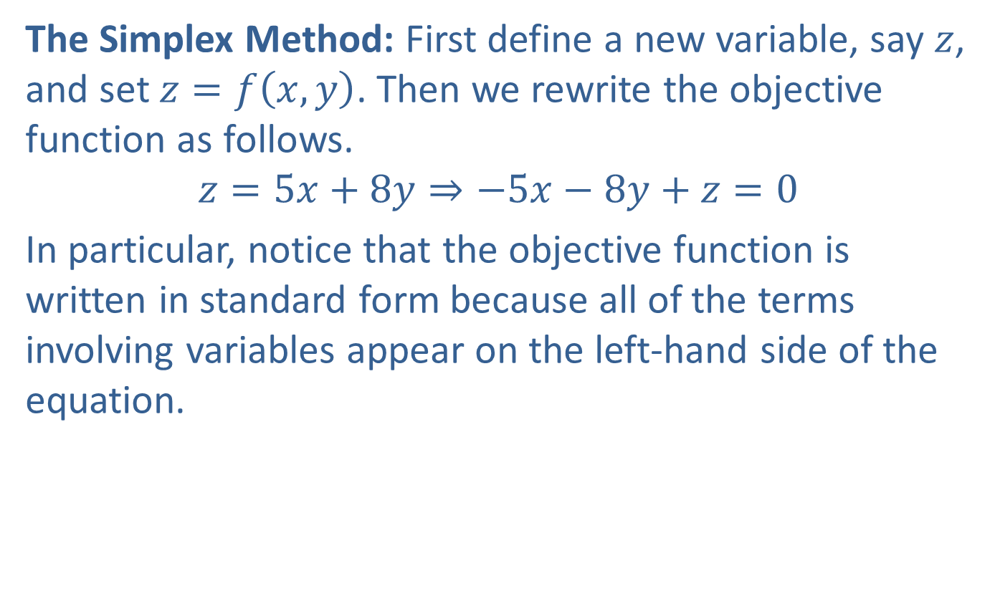 The Simplex Method: First define a new variable, say z,
and set z = f(x, y). Then we rewrite the objective
function as follows.
z = 5x + 8y ⇒ −5x − 8y + z = 0
In particular, notice that the objective function is
written in standard form because all of the terms
involving variables appear on the left-hand side of the
equation.